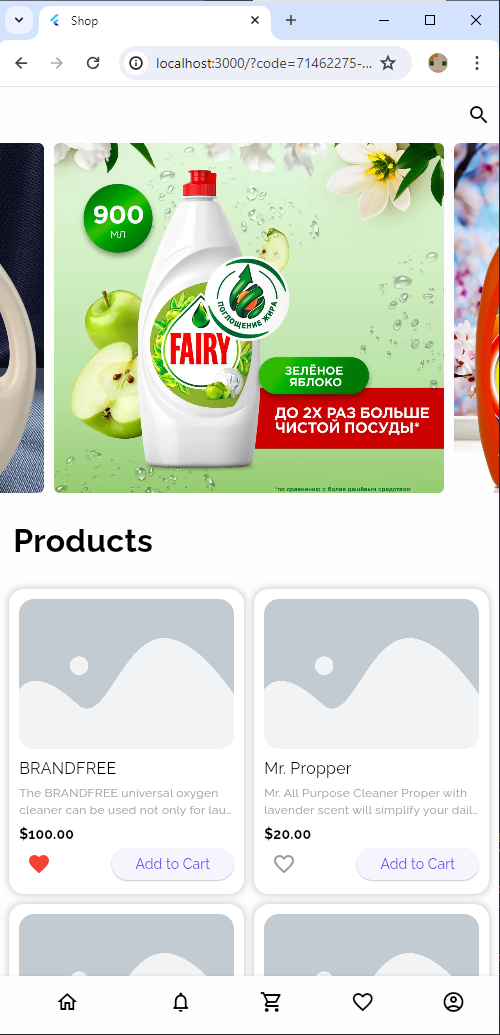 Shop
localhost:3000/?code=71462275-...
900
МЛ
ПОГЛОЩЕНИЕ ЖИРА
FAIRY
ЗЕЛЁНОЕ
ЯБЛОКО
ДО 2X РАЗ БОЛЬШЕ
ЧИСТОЙ ПОСУДЫ*
*по сравнению с более дешёвым средством
Products
BRANDFREE
The BRANDFREE universal oxygen
cleaner can be used not only for lau...
$100.00
Add to Cart
Mr. Propper
Mr. All Purpose Cleaner Proper with
lavender scent will simplify your dail...
$20.00
Add to Cart